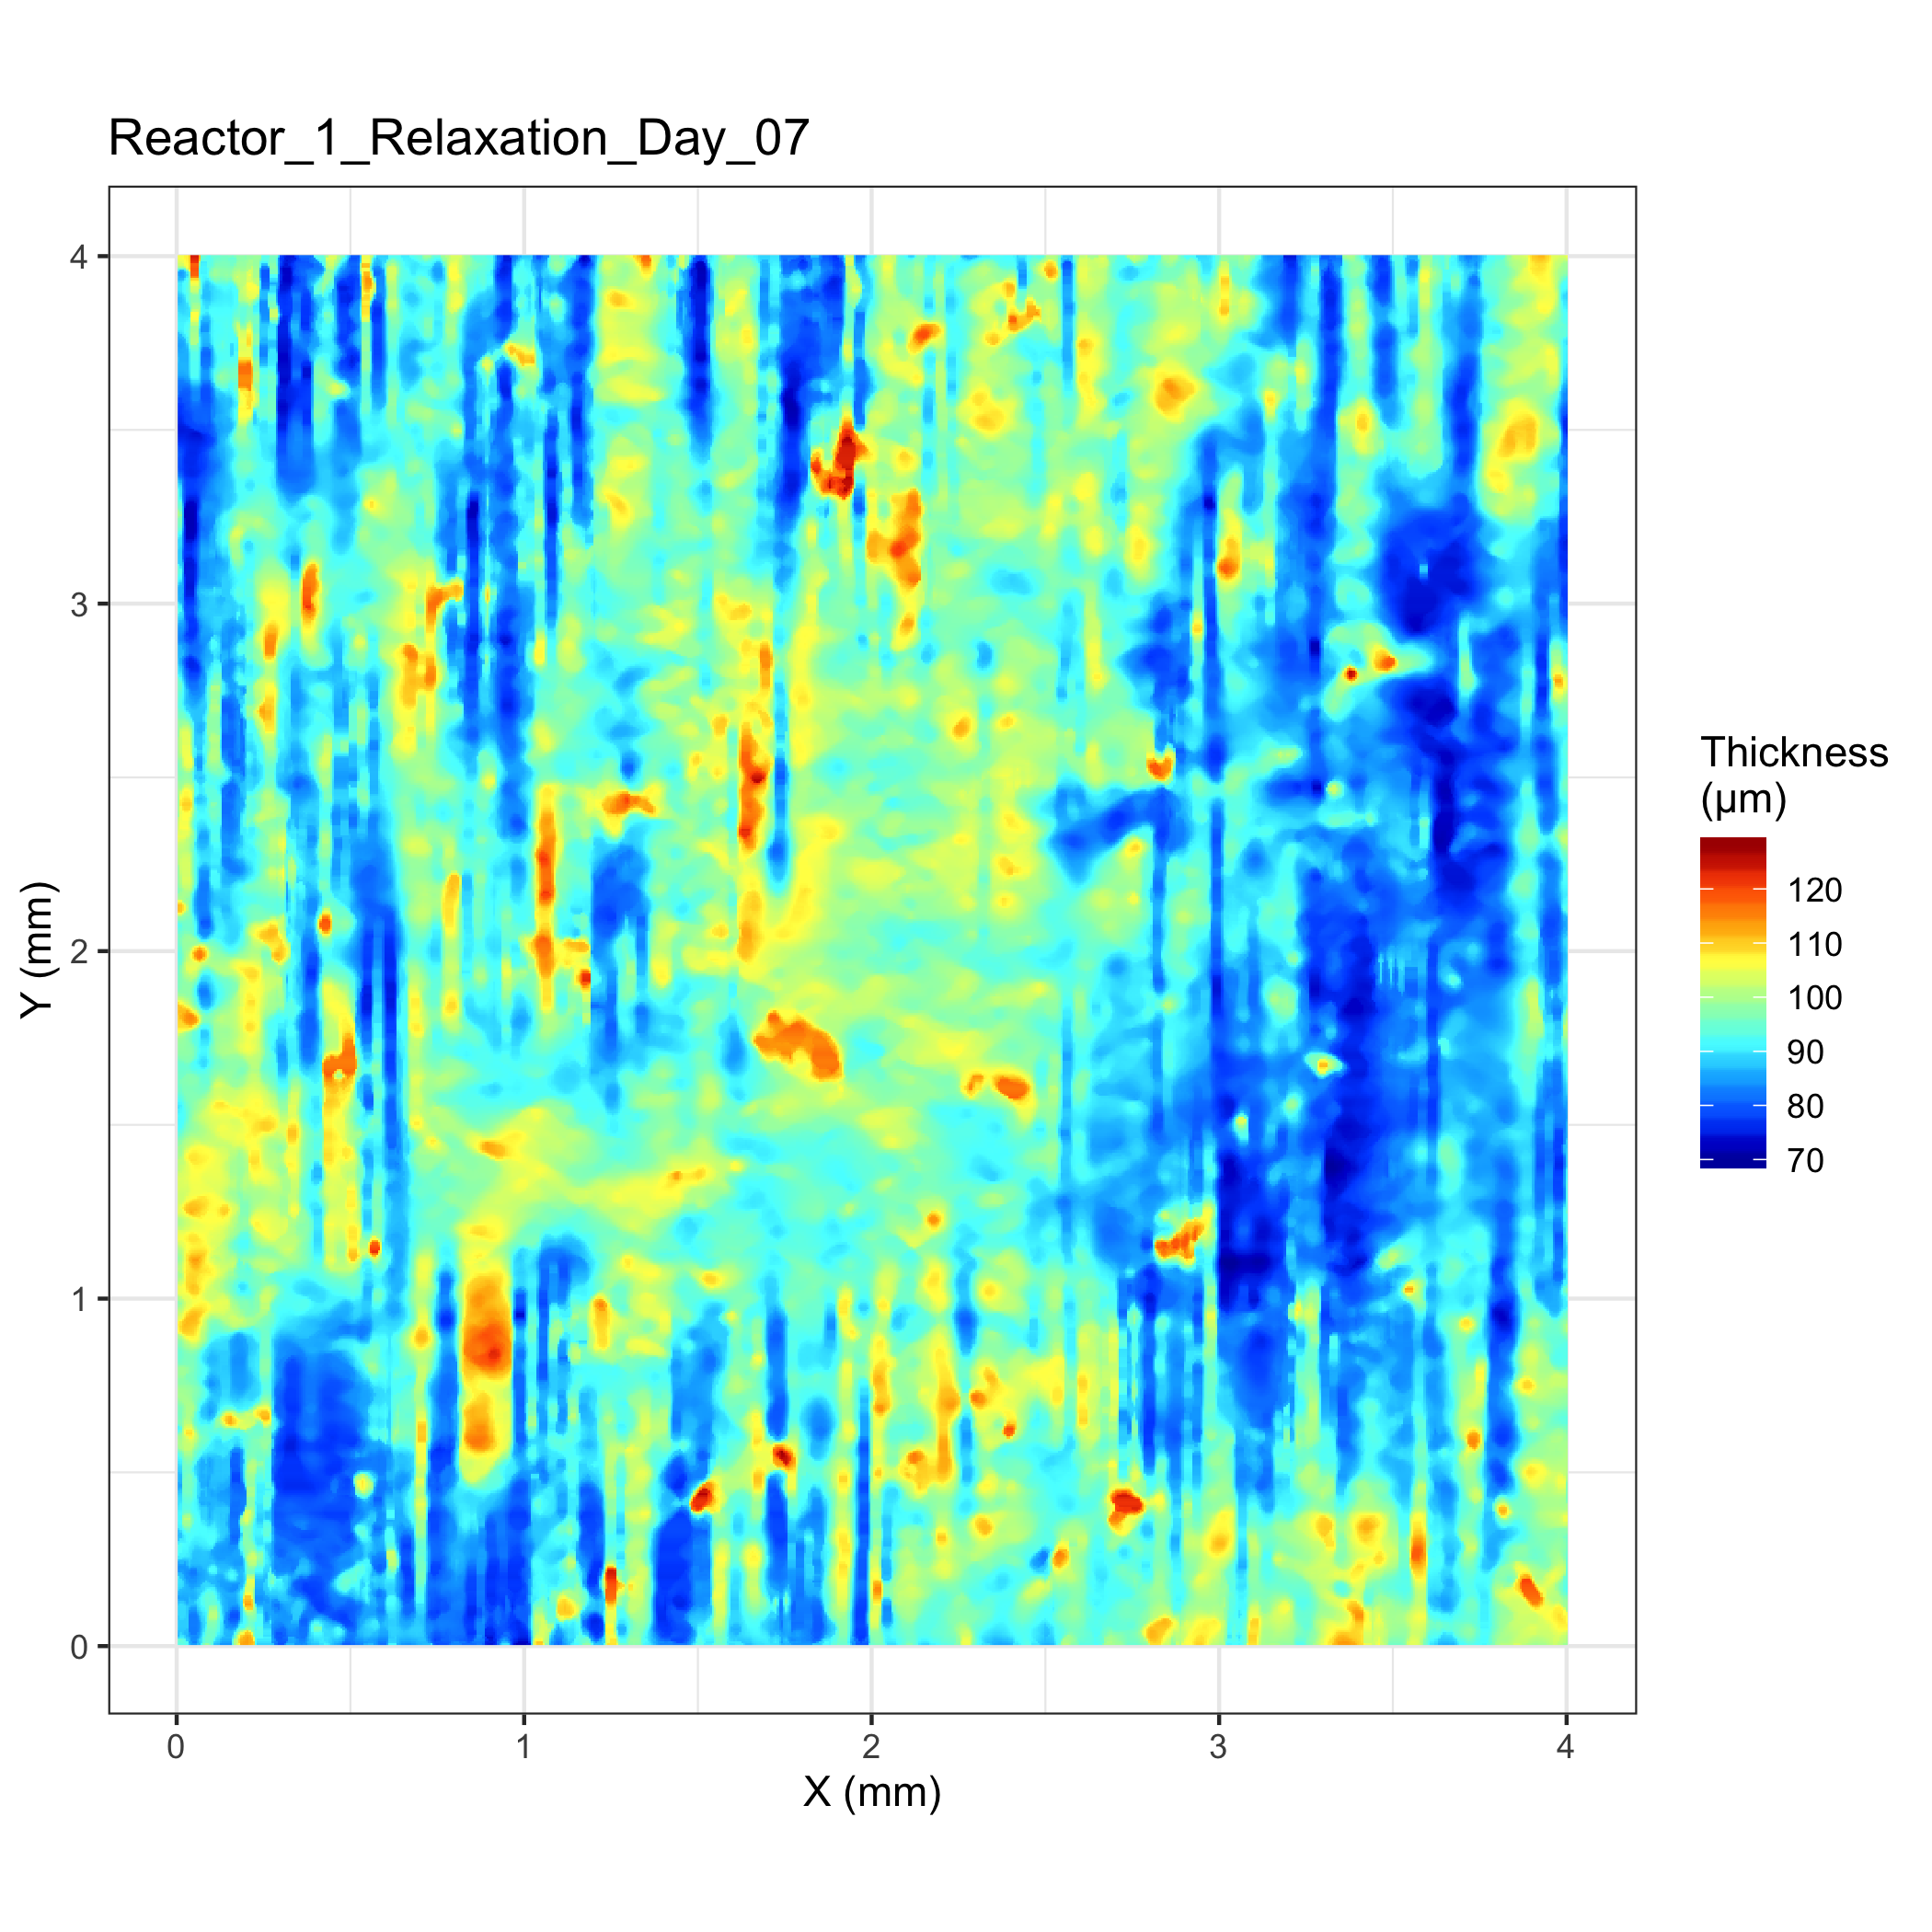 Reactor_1_Relaxation_Day_07
4
3
2
1
0
Y (mm)
0 1 2 3 4
X (mm)
Thickness
(µm)
120
110
100
90
80
70